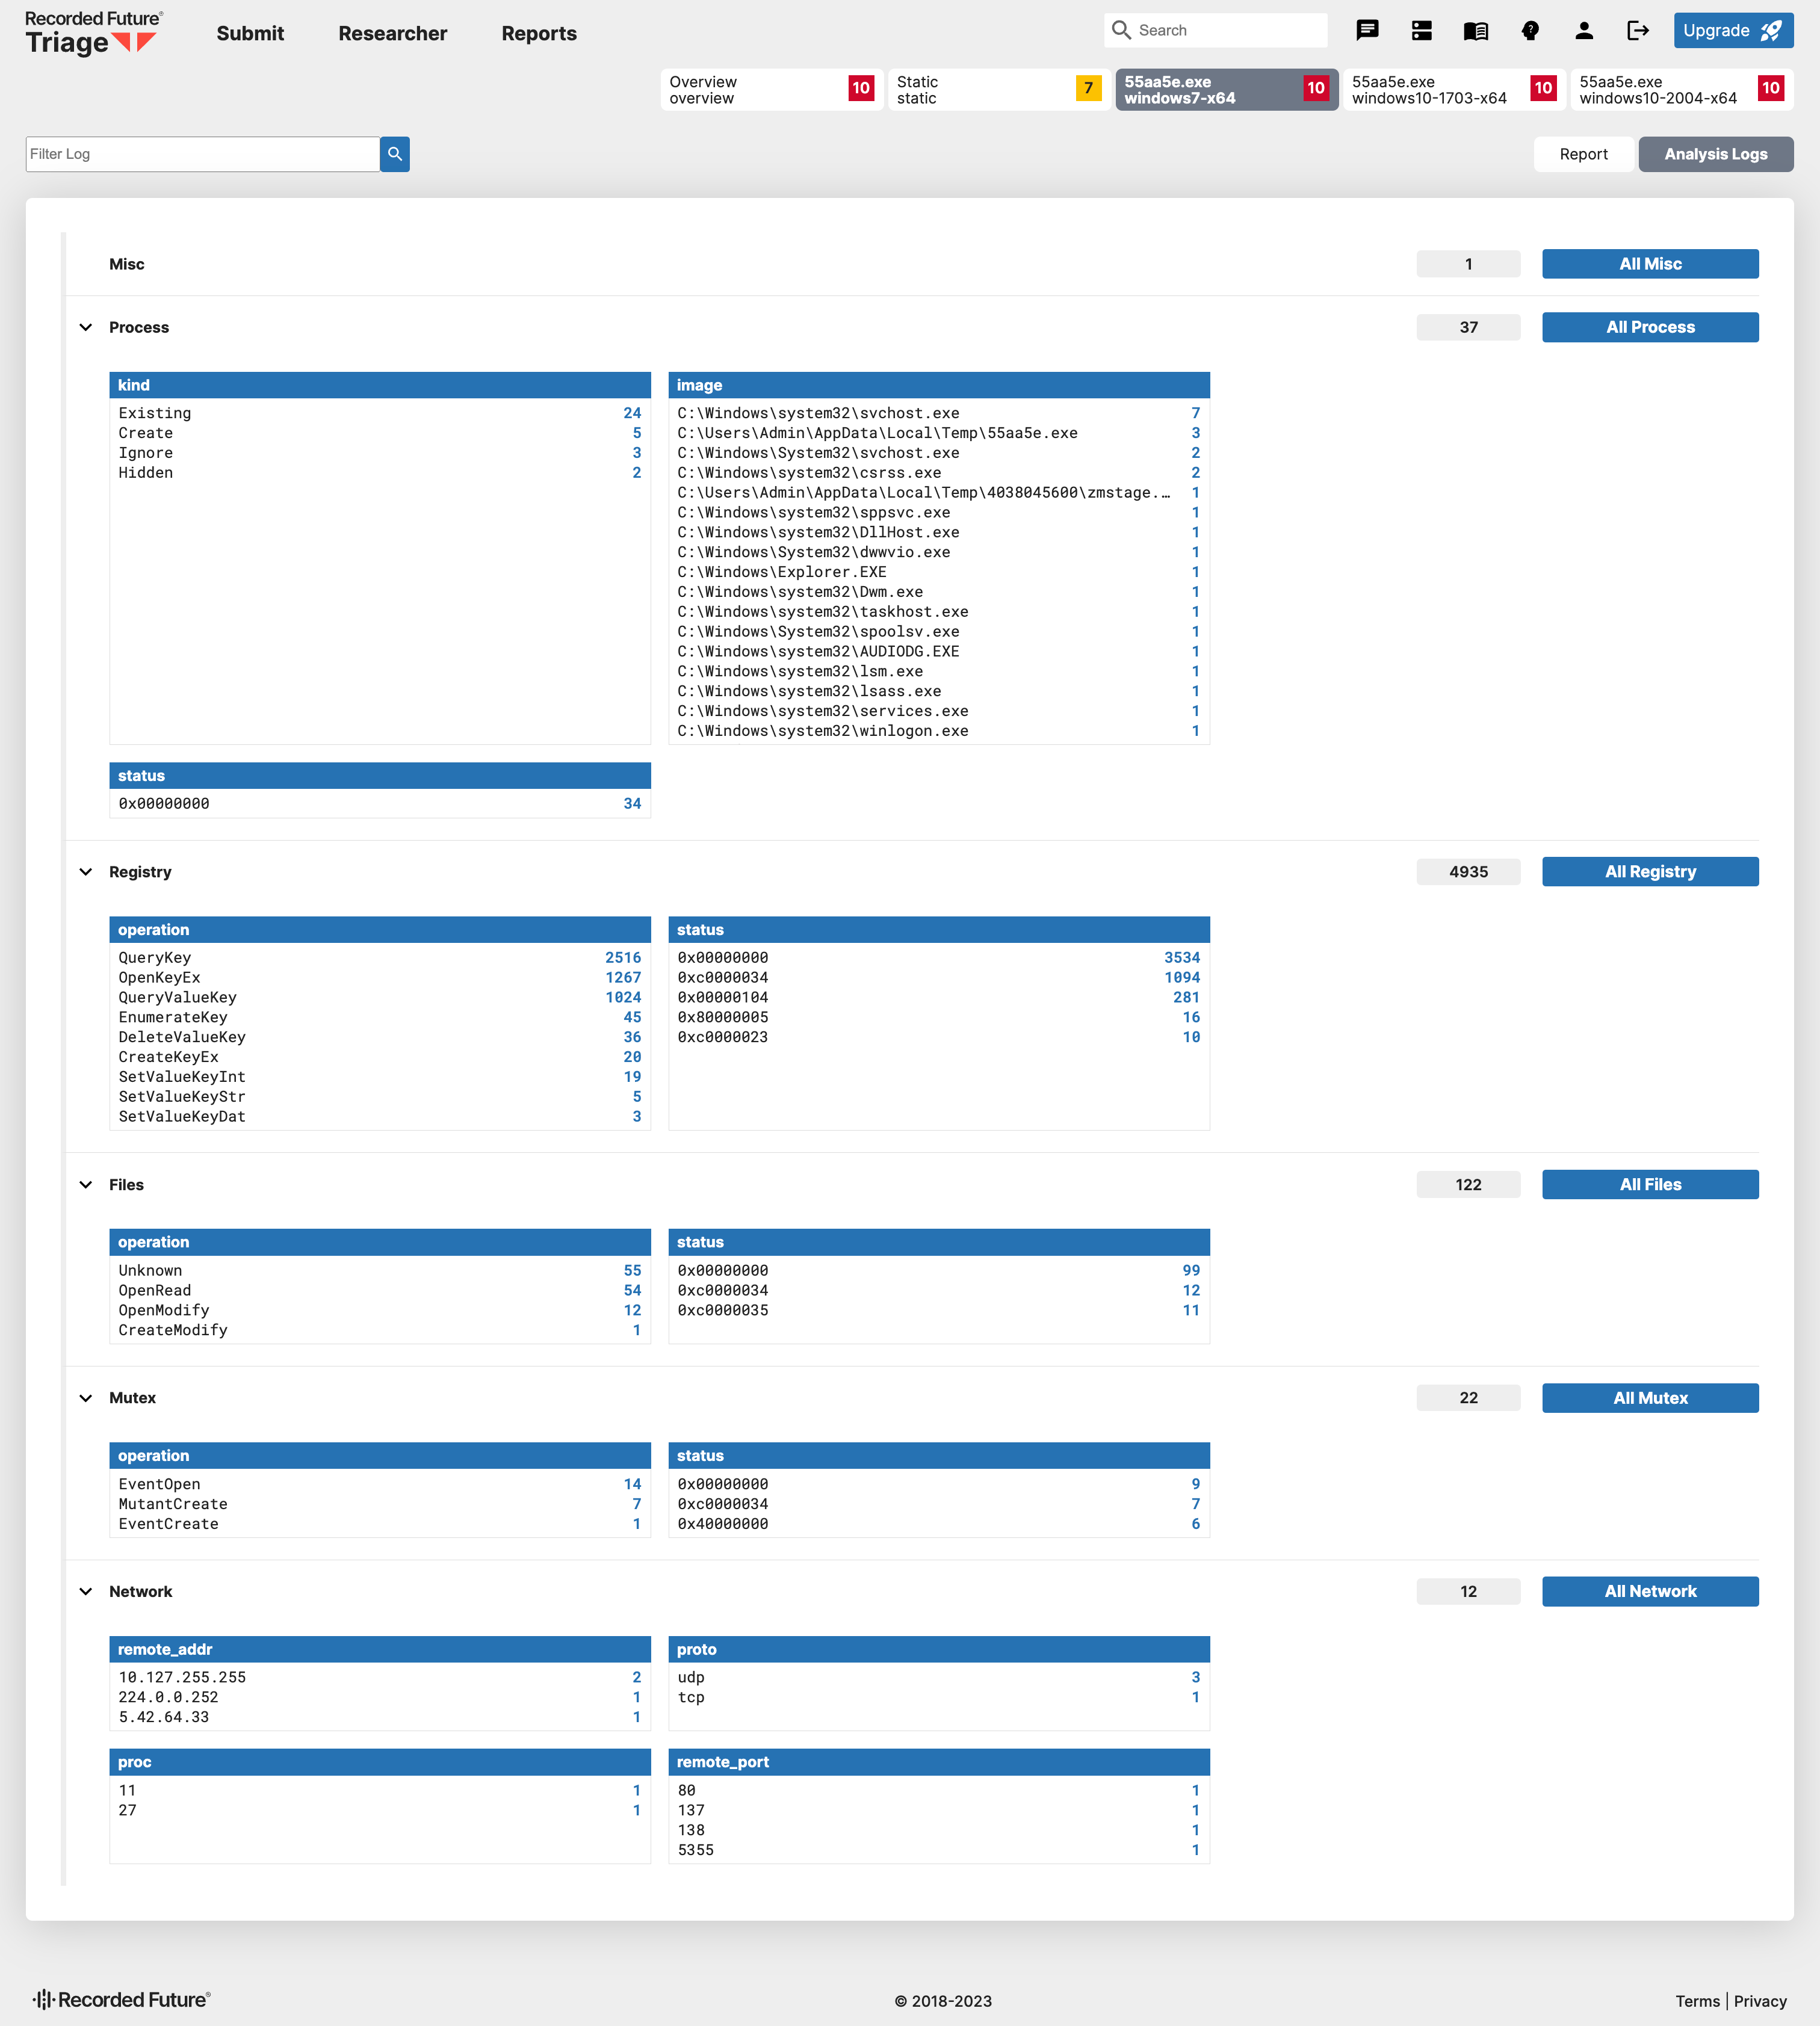 Recorded Future®
Triage
Submit
Researcher
Reports
Search
Upgrade
Overview
overview
10
Static
static
7
55aa5e.exe
windows7-x64
10
55aa5e.exe
windows10-1703-x64
10
55aa5e.exe
windows10-2004-x64
10
Filter Log
Report
Analysis Logs
Misc 1 All Misc
Process 37 All Process
kind
Existing 24
Create 5
Ignore 3
Hidden 2
image
C:\Windows\system32\svchost.exe 7
C:\Users\Admin\AppData\Local\Temp\55aa5e.exe 3
C:\Windows\System32\svchost.exe 2
C:\Windows\system32\csrss.exe 2
C:\Users\Admin\AppData\Local\Temp\4038045600\zmstage.… 1
C:\Windows\system32\sppsvc.exe 1
C:\Windows\system32\DllHost.exe 1
C:\Windows\System32\dwwvio.exe 1
C:\Windows\Explorer.EXE 1
C:\Windows\system32\Dwm.exe 1
C:\Windows\system32\taskhost.exe 1
C:\Windows\System32\spoolsv.exe 1
C:\Windows\system32\AUDIODG.EXE 1
C:\Windows\system32\lsm.exe 1
C:\Windows\system32\lsass.exe 1
C:\Windows\system32\services.exe 1
C:\Windows\system32\winlogon.exe 1
status
0x00000000 34
Registry 4935 All Registry
operation
QueryKey 2516
OpenKeyEx 1267
QueryValueKey 1024
EnumerateKey 45
DeleteValueKey 36
CreateKeyEx 20
SetValueKeyInt 19
SetValueKeyStr 5
SetValueKeyDat 3
status
0x00000000 3534
0xc0000034 1094
0x00000104 281
0x80000005 16
0xc0000023 10
Files 122 All Files
operation
Unknown 55
OpenRead 54
OpenModify 12
CreateModify 1
status
0x00000000 99
0xc0000034 12
0xc0000035 11
Mutex 22 All Mutex
operation
EventOpen 14
MutantCreate 7
EventCreate 1
status
0x00000000 9
0xc0000034 7
0x40000000 6
Network 12 All Network
remote_addr
10.127.255.255 2
224.0.0.252 1
5.42.64.33 1
proto
udp 3
tcp 1
proc
11 1
27 1
remote_port
80 1
137 1
138 1
5355 1
Recorded Future®
© 2018-2023
Terms | Privacy